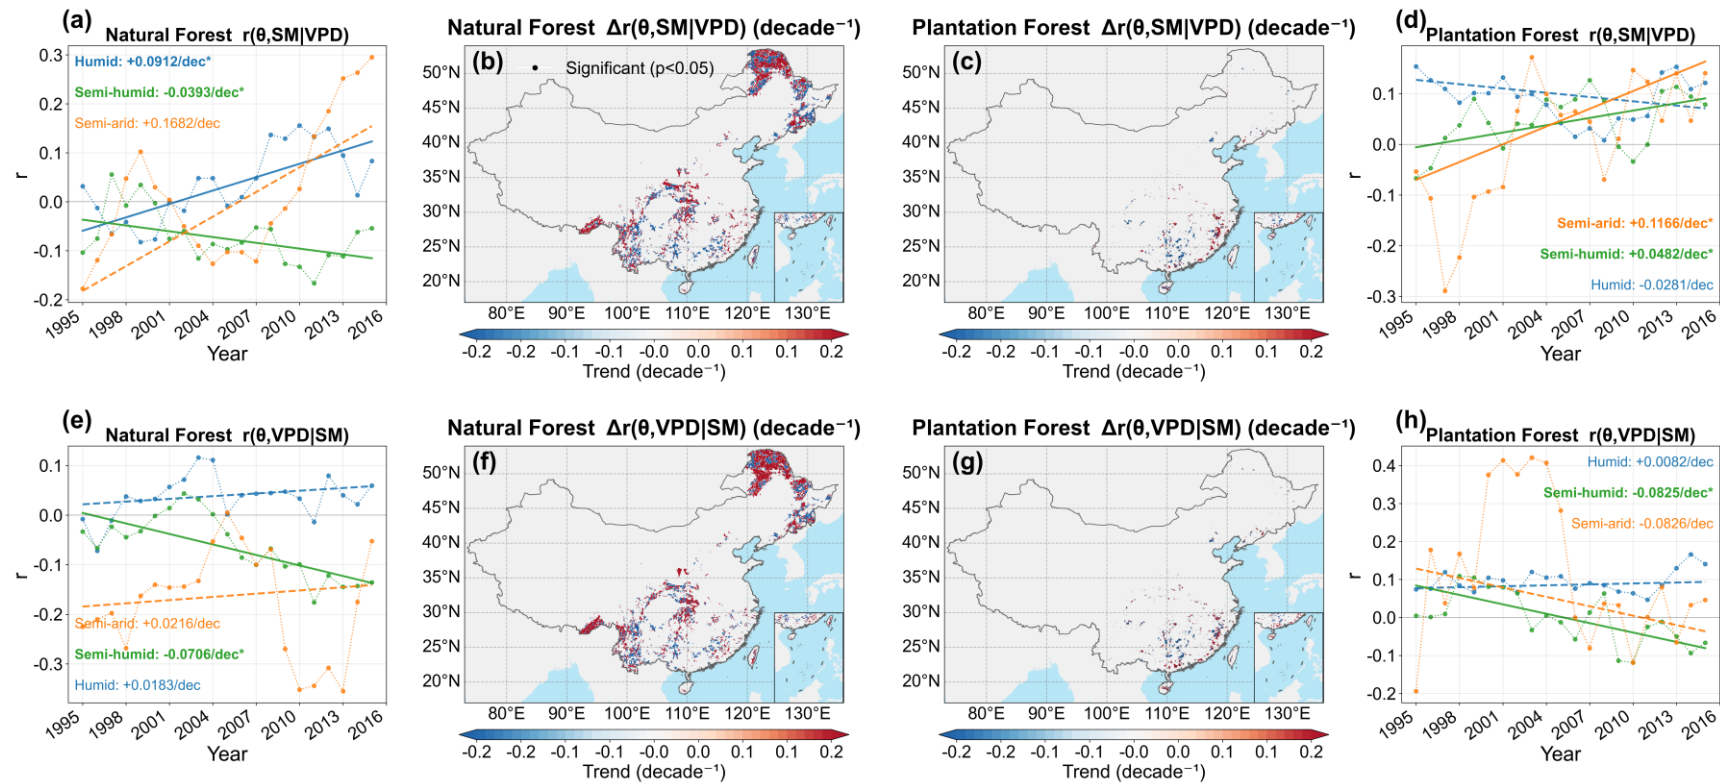 (a)
Natural Forest r(θ,SM|VPD)
Humid: +0.0912/dec*
Semi-humid: -0.0393/dec*
Semi-arid: +0.1682/dec
r
0.3
0.2
0.1
0.0
-0.1
-0.2
1995
1998
2001
2004
2007
2010
2013
2016
Year
Natural Forest Δr(θ,SM|VPD) (decade⁻¹)
(b)
Significant (p<0.05)
50°N
45°N
40°N
35°N
30°N
25°N
20°N
80°E
90°E
100°E
110°E
120°E
130°E
-0.2
-0.1
-0.1
-0.0
0.1
0.1
0.2
Trend (decade⁻¹)
Plantation Forest Δr(θ,SM|VPD) (decade⁻¹)
(c)
50°N
45°N
40°N
35°N
30°N
25°N
20°N
80°E
90°E
100°E
110°E
120°E
130°E
-0.2
-0.1
-0.1
-0.0
0.1
0.1
0.2
Trend (decade⁻¹)
(d)
Plantation Forest r(θ,SM|VPD)
r
0.1
0.0
-0.1
-0.2
-0.3
Semi-arid: +0.1166/dec*
Semi-humid: +0.0482/dec*
Humid: -0.0281/dec
1995
1998
2001
2004
2007
2010
2013
2016
Year
(e)
Natural Forest r(θ,VPD|SM)
r
0.1
0.0
-0.1
-0.2
-0.3
Semi-arid: +0.0216/dec
Semi-humid: -0.0706/dec*
Humid: +0.0183/dec
1995
1998
2001
2004
2007
2010
2013
2016
Year
Natural Forest Δr(θ,VPD|SM) (decade⁻¹)
(f)
50°N
45°N
40°N
35°N
30°N
25°N
20°N
80°E
90°E
100°E
110°E
120°E
130°E
-0.2
-0.1
-0.1
-0.0
0.1
0.1
0.2
Trend (decade⁻¹)
Plantation Forest Δr(θ,VPD|SM) (decade⁻¹)
(g)
50°N
45°N
40°N
35°N
30°N
25°N
20°N
80°E
90°E
100°E
110°E
120°E
130°E
-0.2
-0.1
-0.1
-0.0
0.1
0.1
0.2
Trend (decade⁻¹)
(h)
Plantation Forest r(θ,VPD|SM)
Humid: +0.0082/dec
Semi-humid: -0.0825/dec*
Semi-arid: -0.0826/dec
r
0.4
0.3
0.2
0.1
0.0
-0.1
-0.2
1995
1998
2001
2004
2007
2010
2013
2016
Year